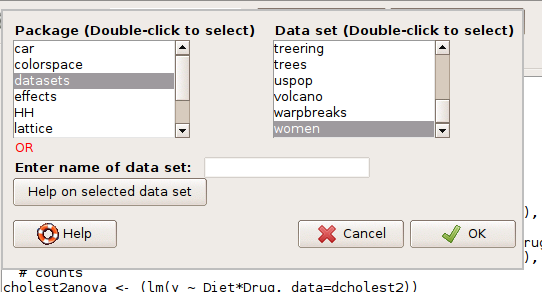 Package (Double-click to select)
Data set (Double-click to select)
car
colorspace
datasets
effects
HH
lattice
treering
trees
uspop
volcano
warpbreaks
women
OR
Enter name of data set:
Help on selected data set
),
Help
Cancel
OK
rug
),
# counts
cholest2anova <- (lm(y ~ Diet*Drug, data=dcholest2))